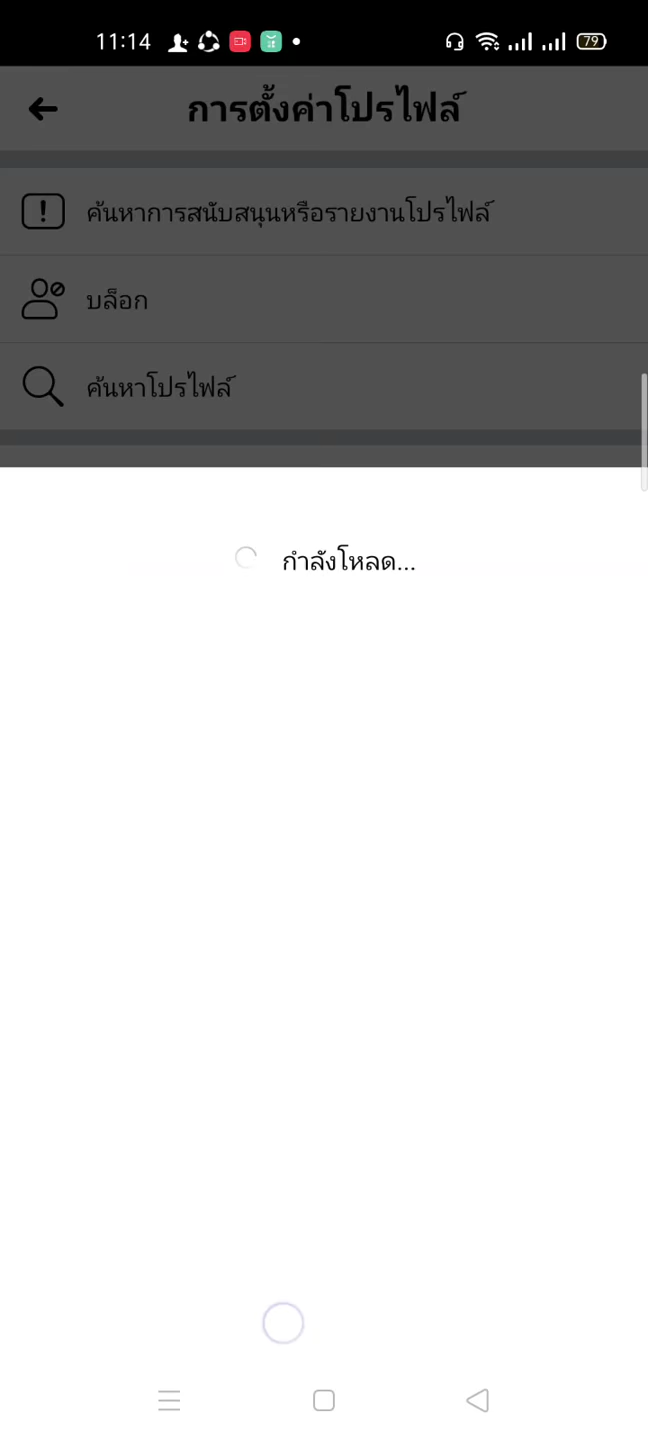 11:14
79
การตั้งค่าโปรไฟล์
ค้นหาการสนับสนุนหรือรายงานโปรไฟล์
บล็อก
ค้นหาโปรไฟล์
กำลังโหลด...